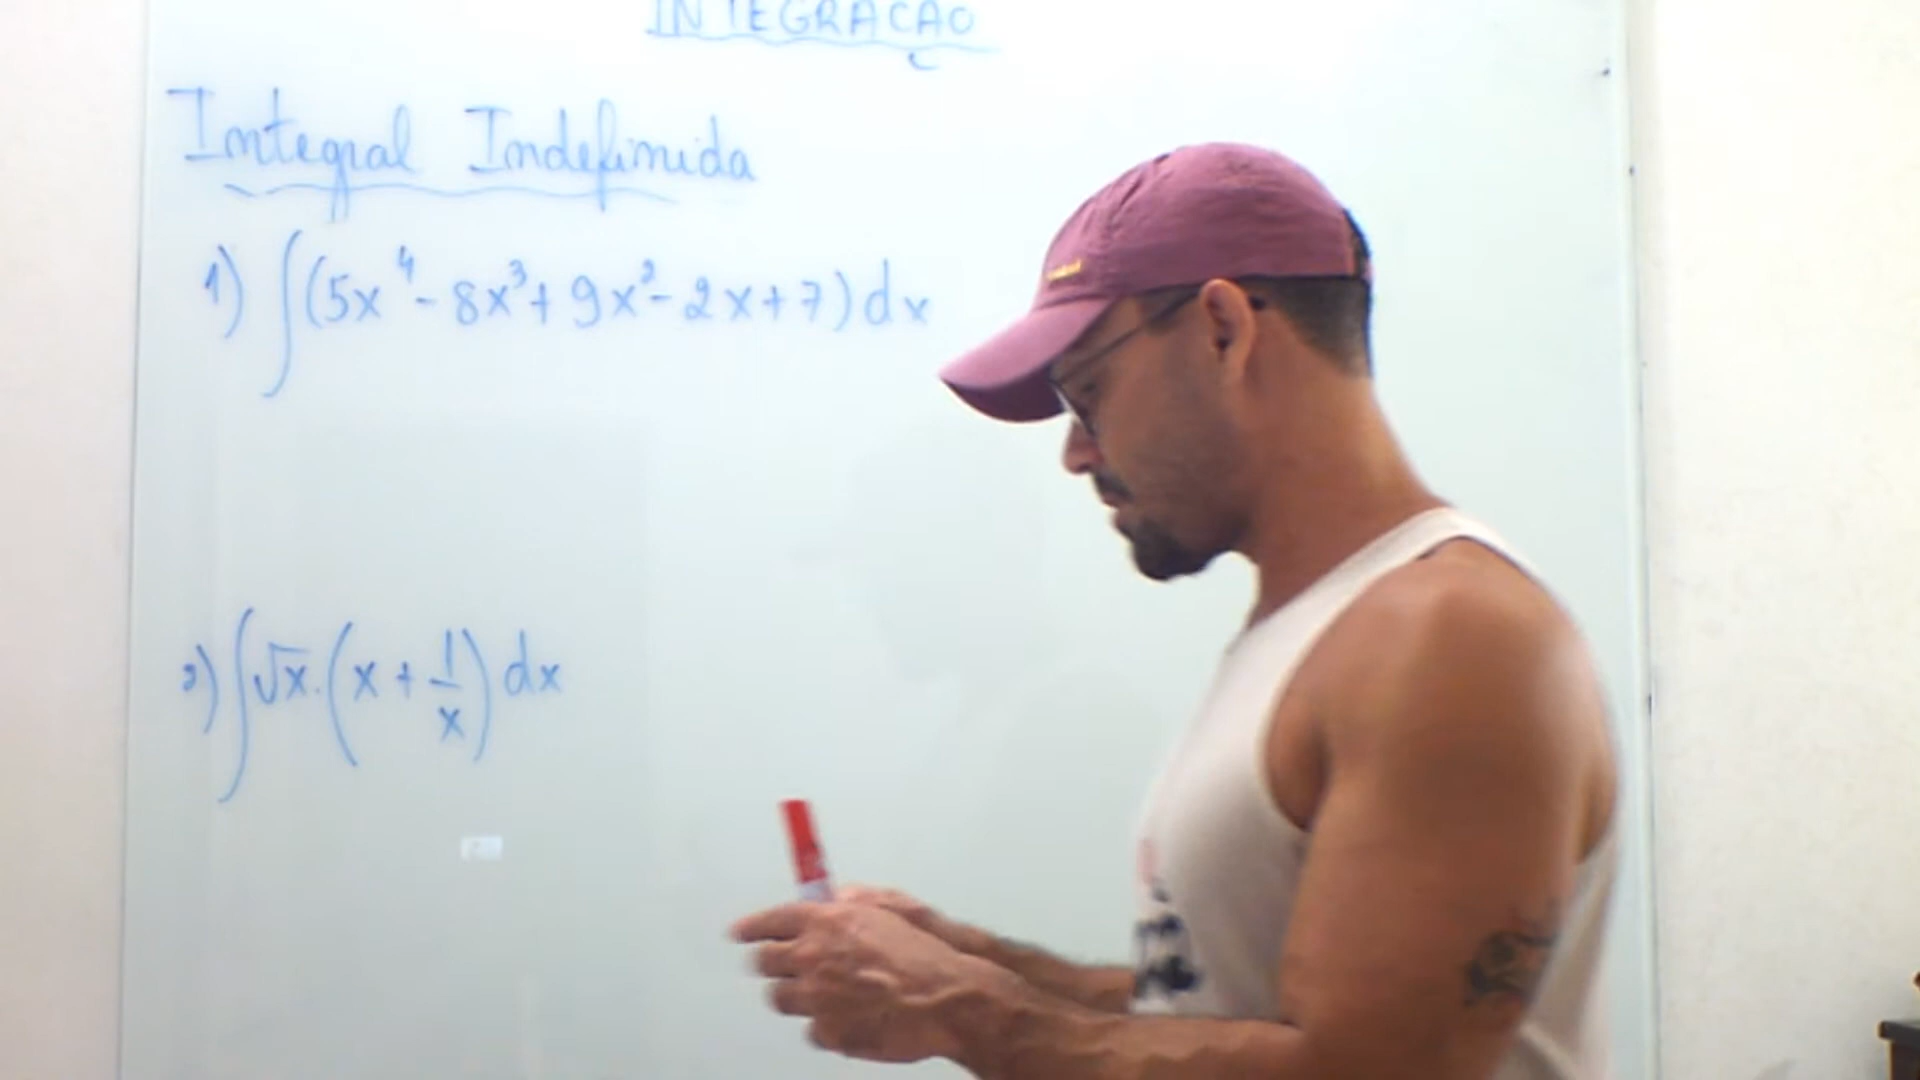 INTEGRAÇÃO
Integral Indefinida
1) ∫(5x⁴ - 8x³ + 9x² - 2x + 7) dx
2) ∫√x · (x + 1/x) dx